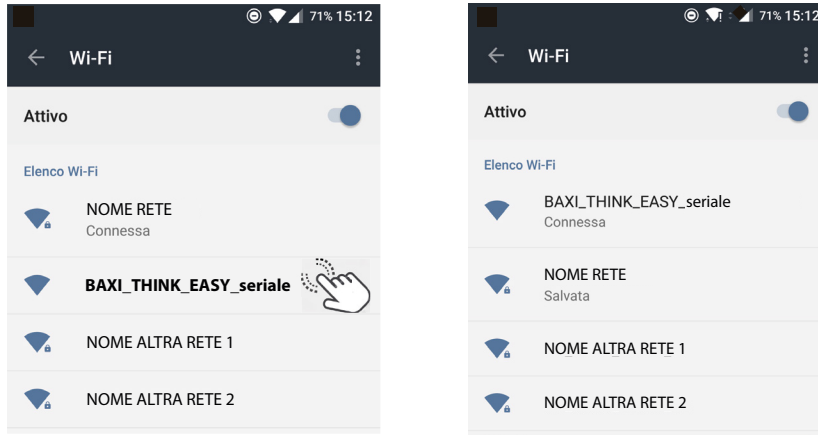 71% 15:12
Wi-Fi
Attivo
Elenco Wi-Fi
NOME RETE
Connessa
BAXI_THINK_EASY_seriale
NOME ALTRA RETE 1
NOME ALTRA RETE 2
71% 15:12
Wi-Fi
Attivo
Elenco Wi-Fi
BAXI_THINK_EASY_seriale
Connessa
NOME RETE
Salvata
NOME ALTRA RETE 1
NOME ALTRA RETE 2